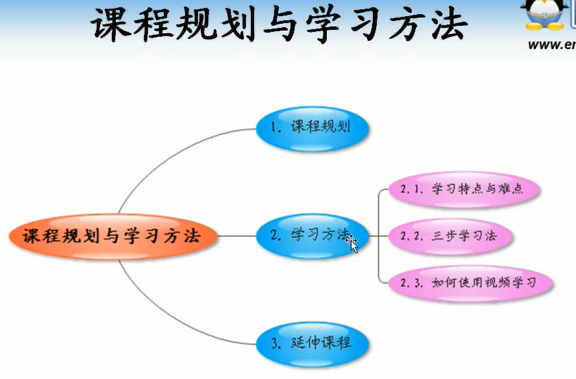 课程规划与学习方法
www.en
1. 课程规划
2.1. 学习特点与难点
课程规划与学习方法
2. 学习方法
2.2. 三步学习法
2.3. 如何使用视频学习
3. 延伸课程